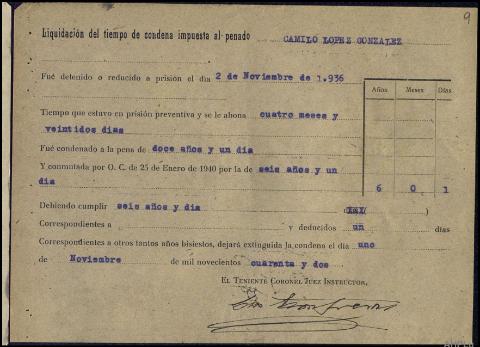 9
Liquidación del tiempo de condena impuesta al penado CAMILO LOPEZ GONZALEZ
Fué detenido o reducido a prisión el día 2 de Noviembre de 1.936
Años Meses Días
Tiempo que estuvo en prisión preventiva y se le abona cuatro meses y
veintidos dias
Fué condenado a la pena de doce años y un dia
Y conmutada por O. C. de 25 de Enero de 1940 por la de seis años y un
dia 6 0 1
Debiendo cumplir seis años y dia ( )
Correspondientes a y deducidos un días
Correspondientes a otros tantos años bisiestos, dejará extinguida la condena el día uno
de Noviembre de mil novecientos cuarenta y dos
EL TENIENTE CORONEL JUEZ INSTRUCTOR,